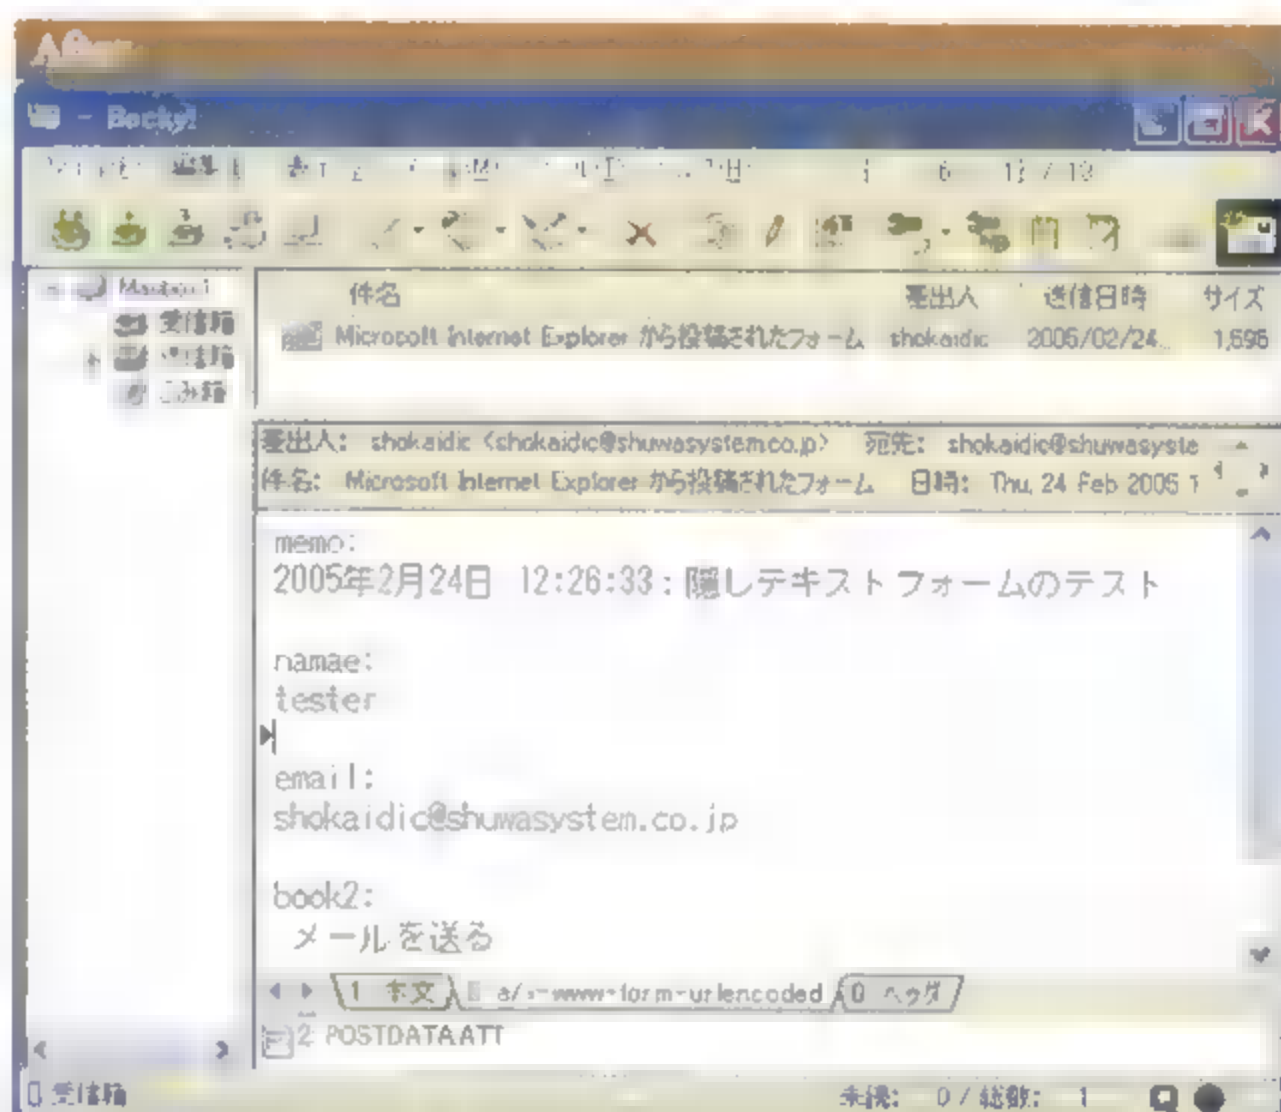 - Becky!
件名 差出人 送信日時 サイズ
Microsoft Internet Explorer から投稿されたフォーム shokaidic 2005/02/24... 1,595
受信箱
送信箱
ごみ箱
差出人: shokaidic <shokaidic@shuwasystem.co.jp> 宛先: shokaidic@shuwasyste
件名: Microsoft Internet Explorer から投稿されたフォーム 日時: Thu, 24 Feb 2005 1
memo:
2005年2月24日 12:26:33 : 隠しテキストフォームのテスト
namae:
tester
email:
shokaidic@shuwasystem.co.jp
book2:
メールを送る
1 本文 a/x-www-form-urlencoded 0 ヘッダ
2 POSTDATA.ATT
受信箱 未読: 0 / 総数: 1